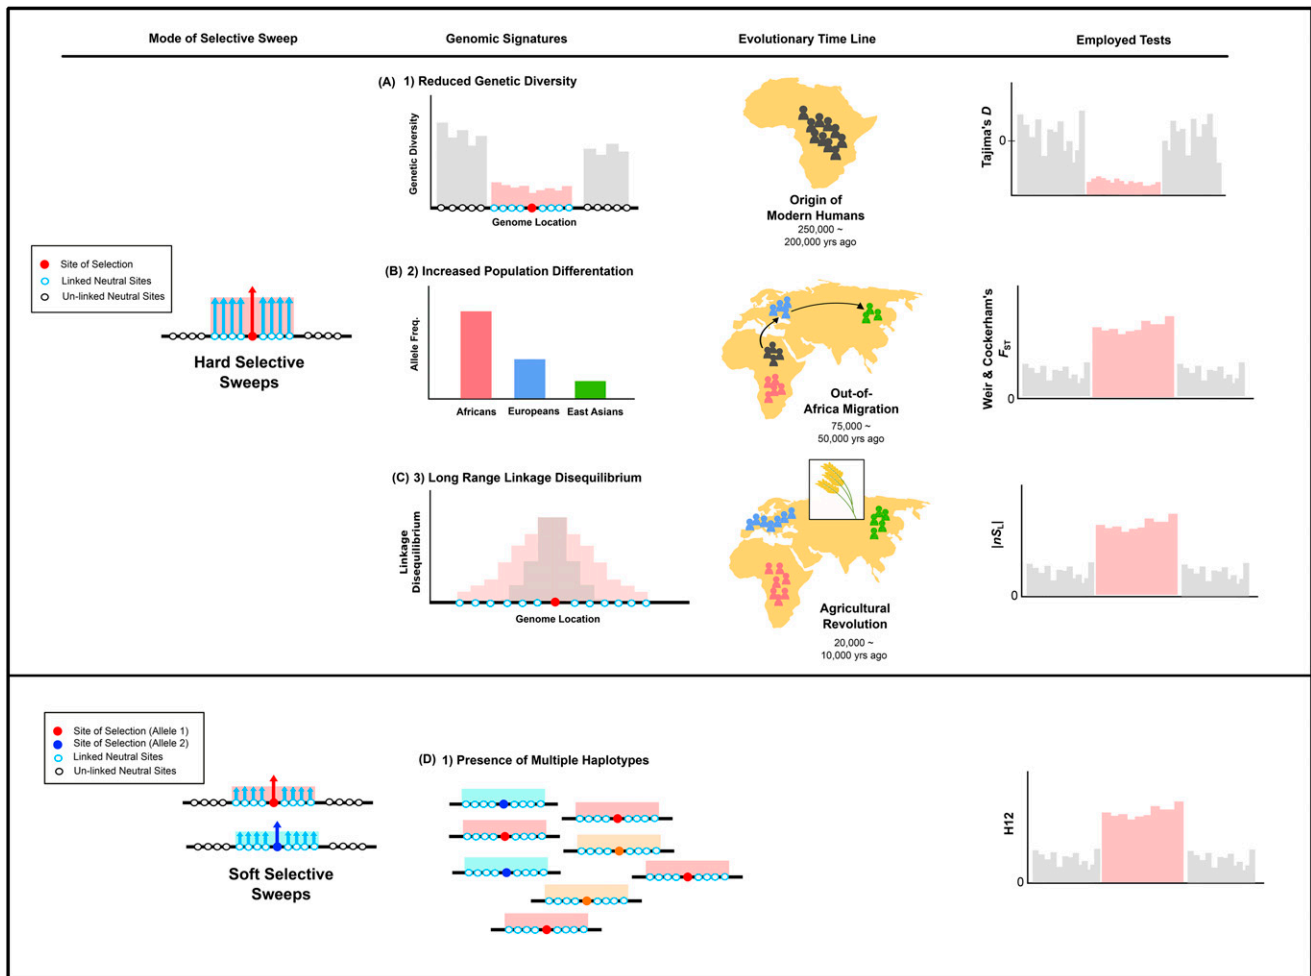 Mode of Selective Sweep
Genomic Signatures
Evolutionary Time Line
Employed Tests
(A) 1) Reduced Genetic Diversity
Genetic Diversity
Genome Location
Origin of
Modern Humans
250,000 ~
200,000 yrs ago
Tajima's D
0
Site of Selection
Linked Neutral Sites
Un-linked Neutral Sites
Hard Selective
Sweeps
(B) 2) Increased Population Differentation
Allele Freq.
Africans
Europeans
East Asians
Out-of-
Africa Migration
75,000 ~
50,000 yrs ago
Weir & Cockerham's
FST
0
(C) 3) Long Range Linkage Disequilibrium
Linkage
Disequilibrium
Genome Location
Agricultural
Revolution
20,000 ~
10,000 yrs ago
|nSL|
0
Site of Selection (Allele 1)
Site of Selection (Allele 2)
Linked Neutral Sites
Un-linked Neutral Sites
Soft Selective
Sweeps
(D) 1) Presence of Multiple Haplotypes
H12
0